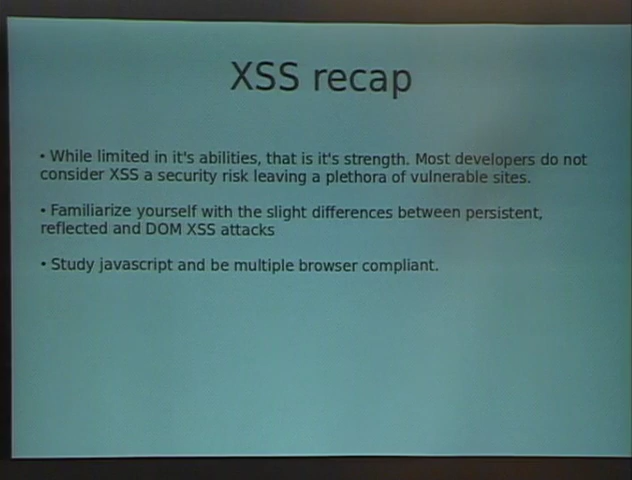 XSS recap
• While limited in it's abilities, that is it's strength. Most developers do not
consider XSS a security risk leaving a plethora of vulnerable sites.
• Familiarize yourself with the slight differences between persistent,
reflected and DOM XSS attacks
• Study javascript and be multiple browser compliant.